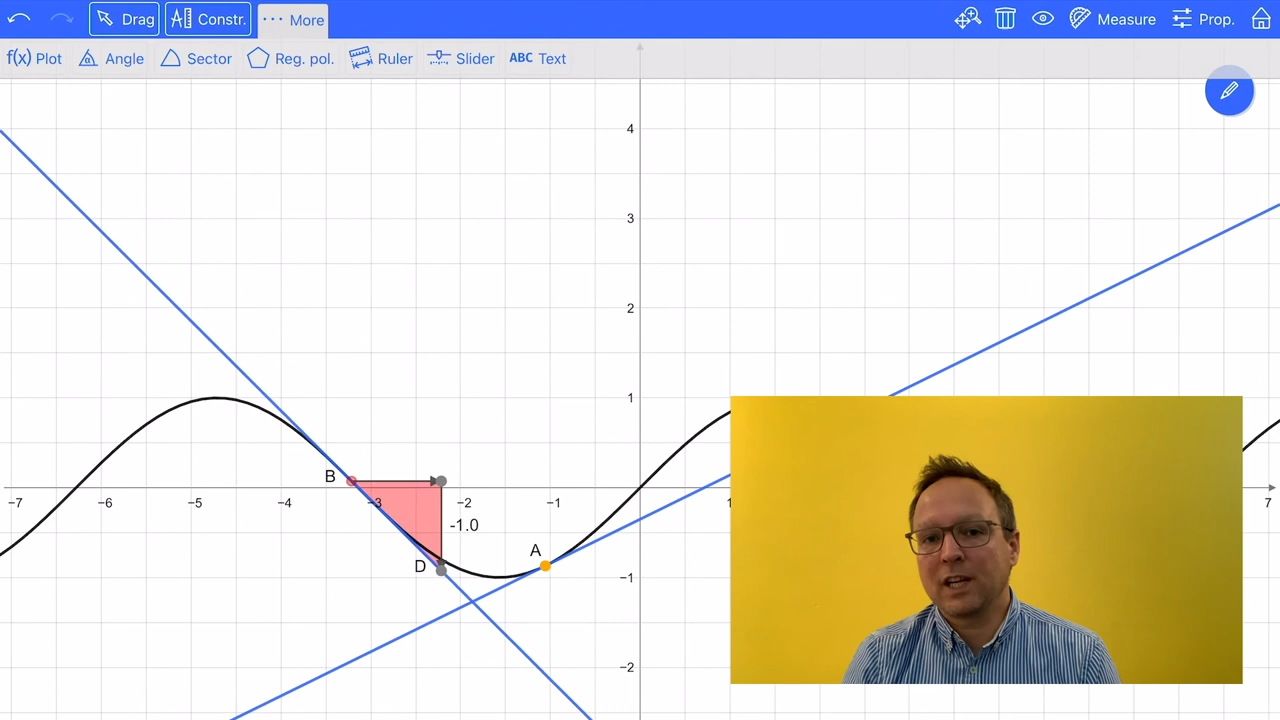 Drag Constr. More Measure Prop.
f(x) Plot Angle Sector Reg. pol. Ruler Slider ABC Text
4
3
2
1
B
−7 −6 −5 −4 −3 −2 −1 1 7
-1.0
A
D
−1
−2